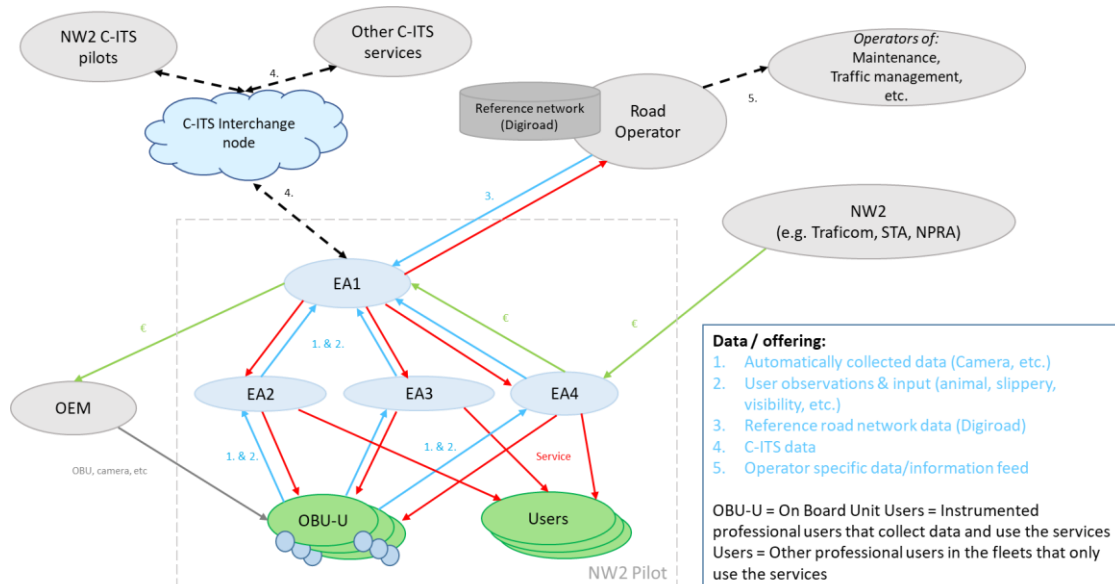 NW2 C-ITS
pilots
Other C-ITS
services
Operators of:
Maintenance,
Traffic management,
etc.
4.
5.
Reference network
(Digiroad)
Road
Operator
C-ITS Interchange
node
4.
3.
NW2
(e.g. Traficom, STA, NPRA)
EA1
€
€
€
1. & 2.
EA2
EA3
EA4
OEM
OBU, camera, etc
1. & 2.
1. & 2.
Service
OBU-U
Users
NW2 Pilot
Data / offering:
1. Automatically collected data (Camera, etc.)
2. User observations & input (animal, slippery,
visibility, etc.)
3. Reference road network data (Digiroad)
4. C-ITS data
5. Operator specific data/information feed
OBU-U = On Board Unit Users = Instrumented
professional users that collect data and use the services
Users = Other professional users in the fleets that only
use the services